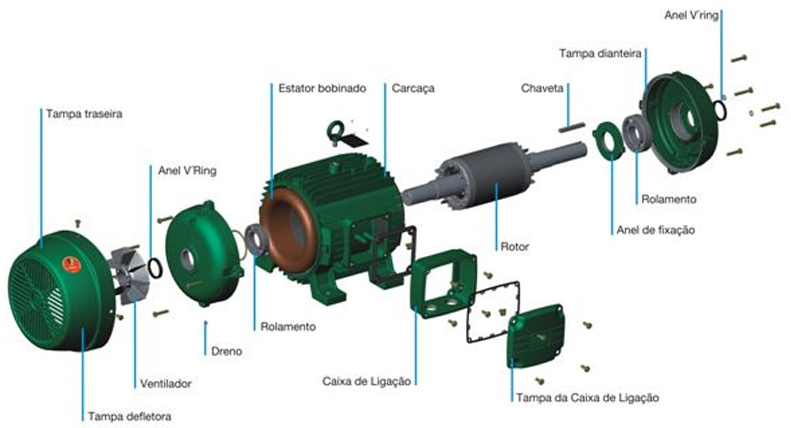 Anel V'ring
Tampa dianteira
Estator bobinado
Carcaça
Chaveta
Tampa traseira
Anel V'Ring
Rolamento
Anel de fixação
Rotor
Rolamento
Dreno
Caixa de Ligação
Ventilador
Tampa da Caixa de Ligação
Tampa defletora